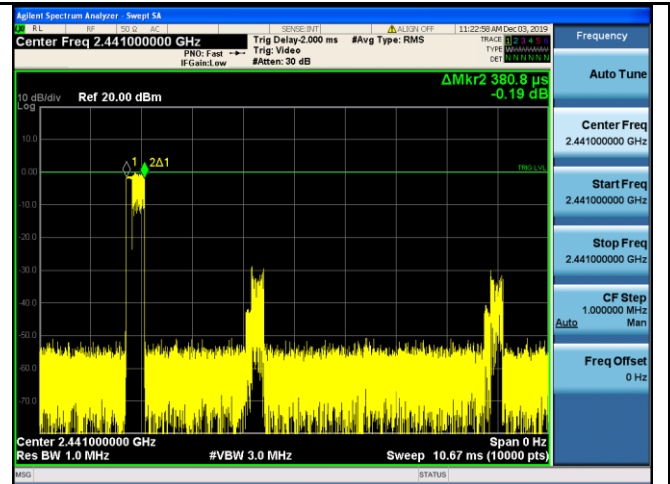 Agilent Spectrum Analyzer - Swept SA
RL RF 50 Ω AC SENSE:INT ALIGN OFF 11:22:58 AM Dec 03, 2019
Center Freq 2.441000000 GHz
PNO: Fast
IFGain:Low
Trig Delay-2.000 ms
Trig: Video
#Atten: 30 dB
#Avg Type: RMS
TRACE 1 2 3 4 5 6
TYPE
DET N N N N N N
ΔMkr2 380.8 µs
-0.19 dB
10 dB/div Ref 20.00 dBm
Log
10.0
0.00
-10.0
-20.0
-30.0
-40.0
-50.0
-60.0
-70.0
1
2Δ1
TRIG LVL
Center 2.441000000 GHz Span 0 Hz
Res BW 1.0 MHz #VBW 3.0 MHz Sweep 10.67 ms (10000 pts)
MSG STATUS
Frequency
Auto Tune
Center Freq
2.441000000 GHz
Start Freq
2.441000000 GHz
Stop Freq
2.441000000 GHz
CF Step
1.000000 MHz
Auto Man
Freq Offset
0 Hz